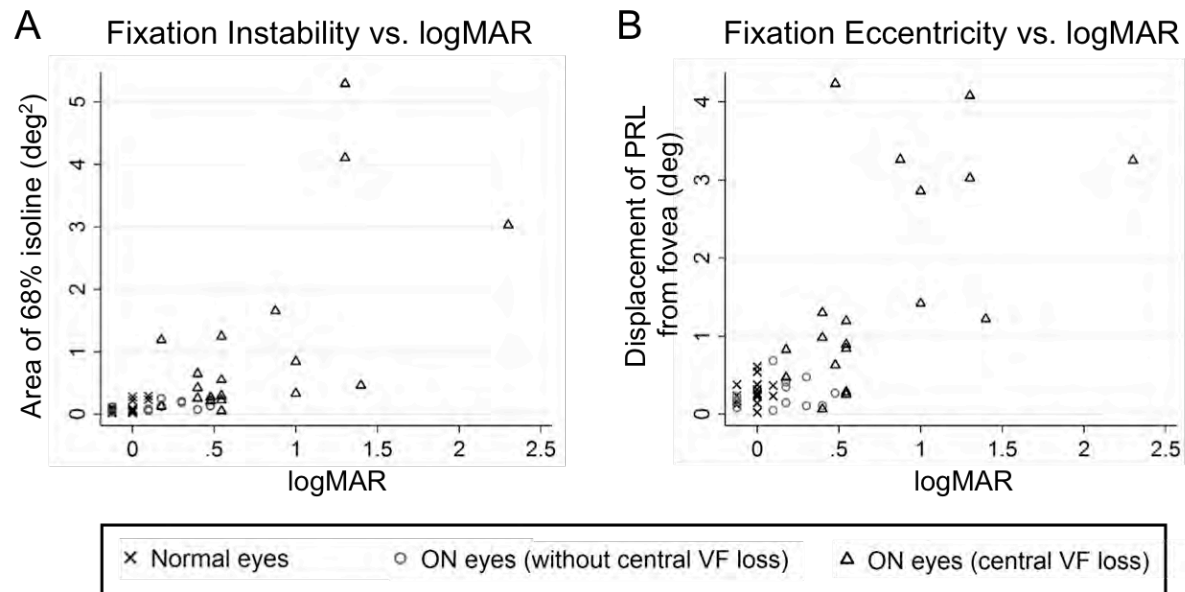 A
Fixation Instability vs. logMAR
Area of 68% isoline (deg²)
5
4
3
2
.1
0
0
.5
1
1.5
2
2.5
logMAR
B
Fixation Eccentricity vs. logMAR
Displacement of PRL
from fovea (deg)
4
3
2
1
0
0
.5
1
1.5
2
2.5
logMAR
Normal eyes
ON eyes (without central VF loss)
ON eyes (central VF loss)